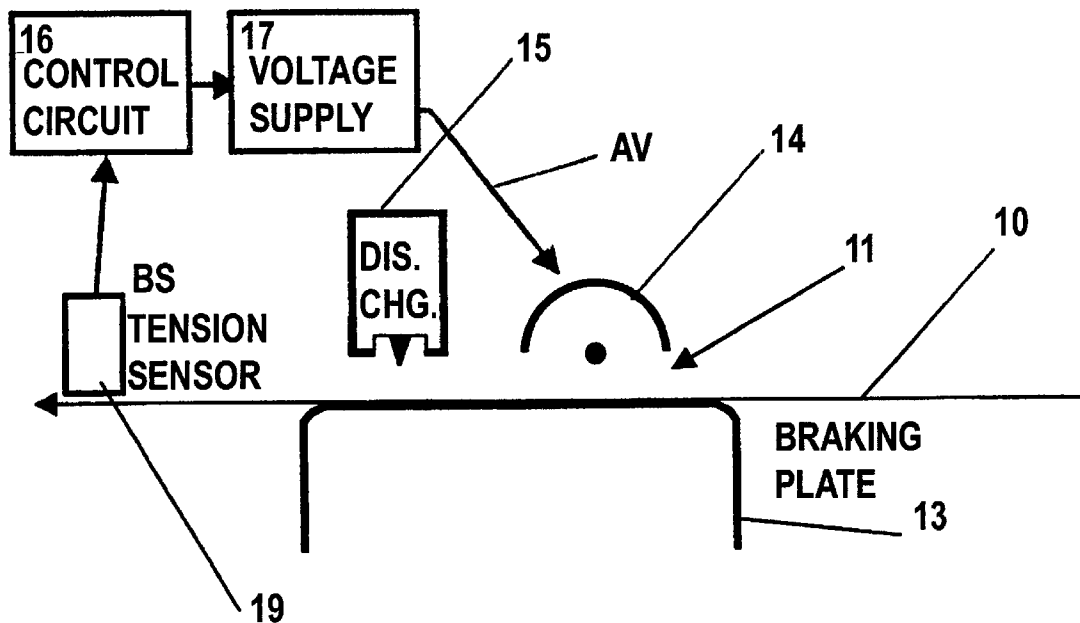 16
CONTROL
CIRCUIT
17
VOLTAGE
SUPPLY
15
AV
14
10
11
DIS.
CHG.
BS
TENSION
SENSOR
BRAKING
PLATE
13
19